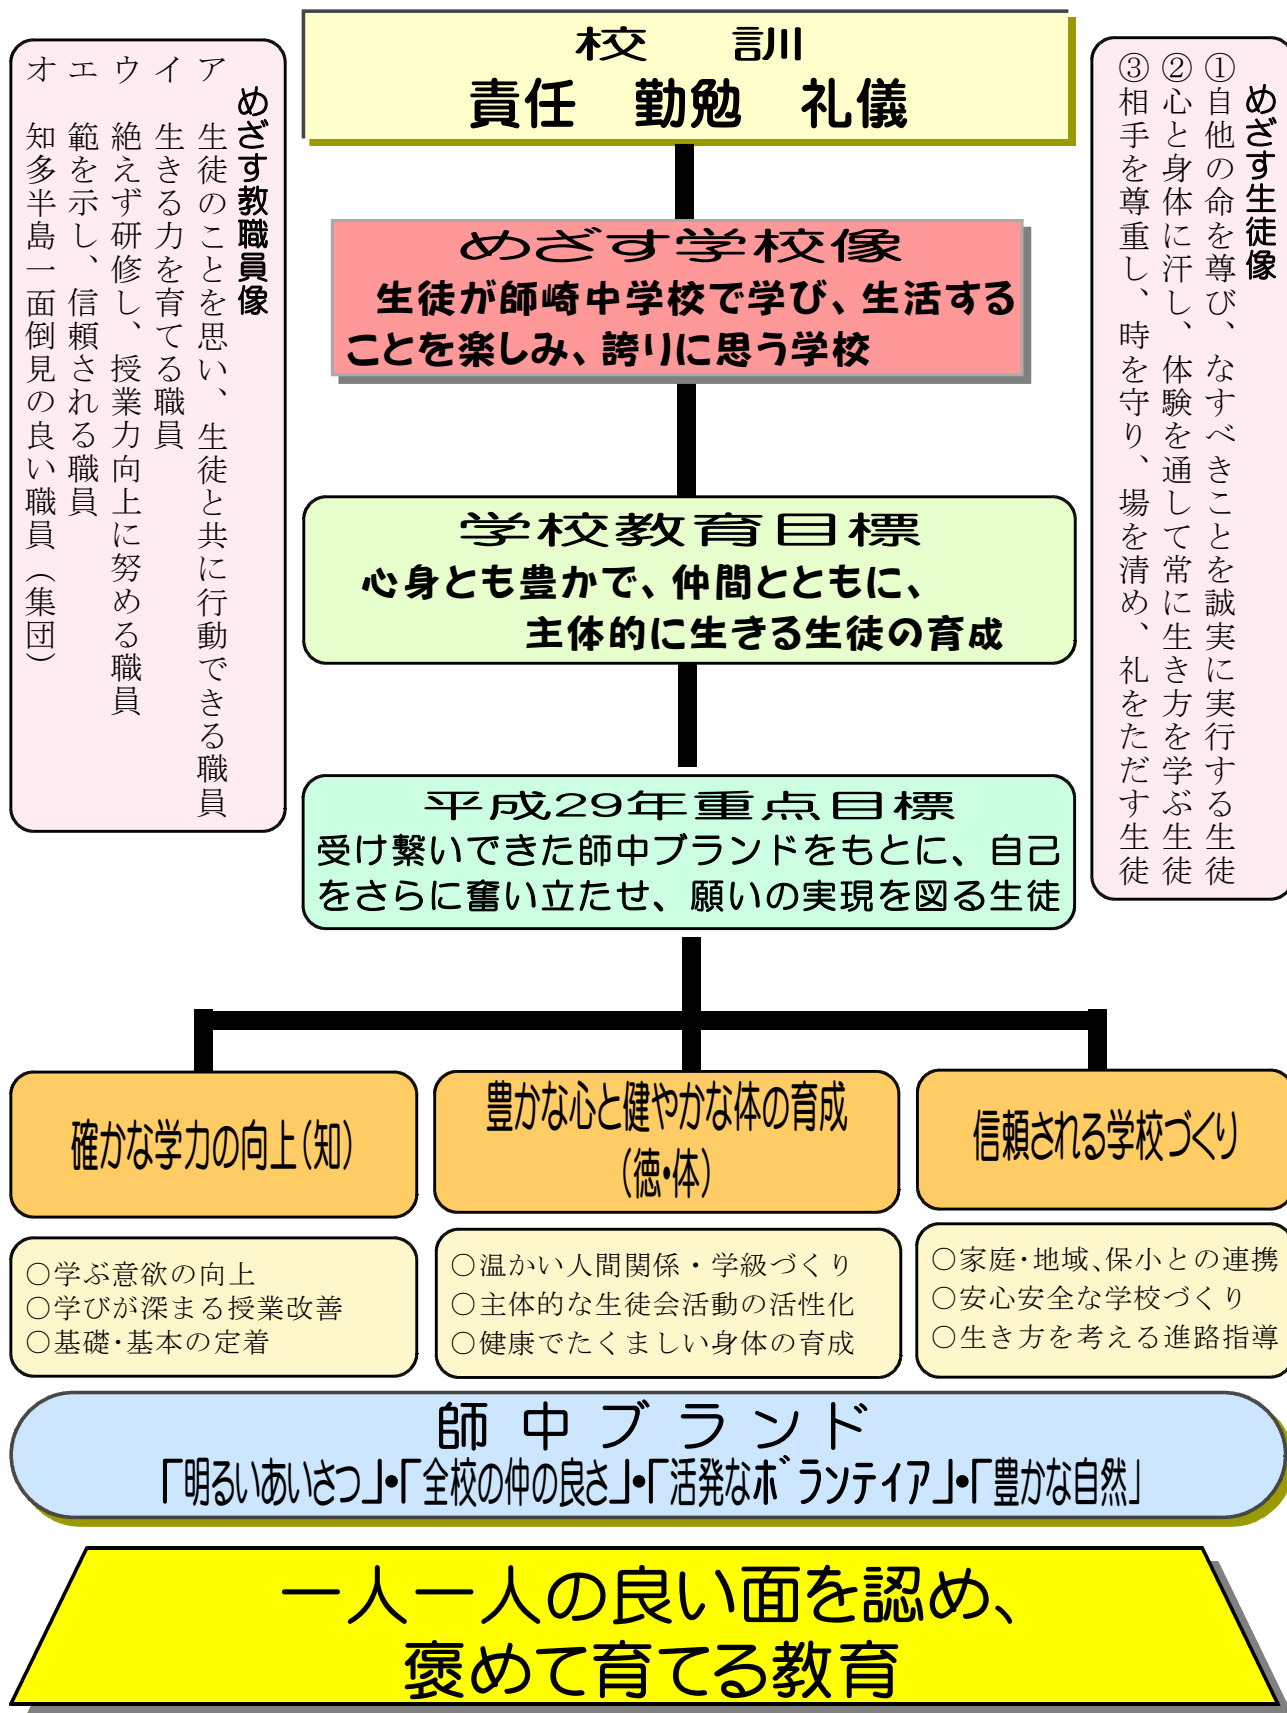 校　訓
責任　勤勉　礼儀
めざす生徒像
①自他の命を尊び、なすべきことを誠実に実行する生徒
②心と身体に汗し、体験を通して常に生き方を学ぶ生徒
③相手を尊重し、時を守り、場を清め、礼をただす生徒
めざす教職員像
ア　生徒のことを思い、生徒と共に行動できる職員
イ　生きる力を育てる職員
ウ　絶えず研修し、授業力向上に努める職員
エ　範を示し、信頼される職員
オ　知多半島一面倒見の良い職員（集団）
めざす学校像
生徒が師崎中学校で学び、生活する
ことを楽しみ、誇りに思う学校
学校教育目標
心身とも豊かで、仲間とともに、
主体的に生きる生徒の育成
平成29年重点目標
受け繋いできた師中ブランドをもとに、自己
をさらに奮い立たせ、願いの実現を図る生徒
確かな学力の向上（知）
豊かな心と健やかな体の育成
（徳・体）
信頼される学校づくり
○学ぶ意欲の向上
○学びが深まる授業改善
○基礎・基本の定着
○温かい人間関係・学級づくり
○主体的な生徒会活動の活性化
○健康でたくましい身体の育成
○家庭・地域、保小との連携
○安心安全な学校づくり
○生き方を考える進路指導
師中ブランド
「明るいあいさつ」・「全校の仲の良さ」・「活発なボランティア」・「豊かな自然」
一人一人の良い面を認め、
褒めて育てる教育